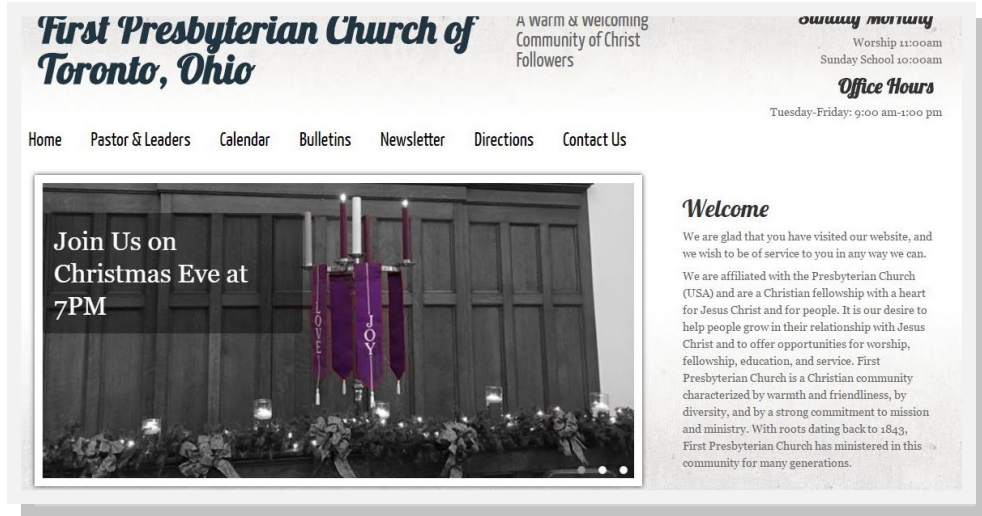 First Presbyterian Church of
Toronto, Ohio
A Warm & Welcoming
Community of Christ
Followers
Sunday Morning
Worship 11:00am
Sunday School 10:00am
Office Hours
Tuesday-Friday: 9:00 am-1:00 pm
Home Pastor & Leaders Calendar Bulletins Newsletter Directions Contact Us
Join Us on
Christmas Eve at
7PM
LOVE
JOY
Welcome
We are glad that you have visited our website, and
we wish to be of service to you in any way we can.
We are affiliated with the Presbyterian Church
(USA) and are a Christian fellowship with a heart
for Jesus Christ and for people. It is our desire to
help people grow in their relationship with Jesus
Christ and to offer opportunities for worship,
fellowship, education, and service. First
Presbyterian Church is a Christian community
characterized by warmth and friendliness, by
diversity, and by a strong commitment to mission
and ministry. With roots dating back to 1843,
First Presbyterian Church has ministered in this
community for many generations.